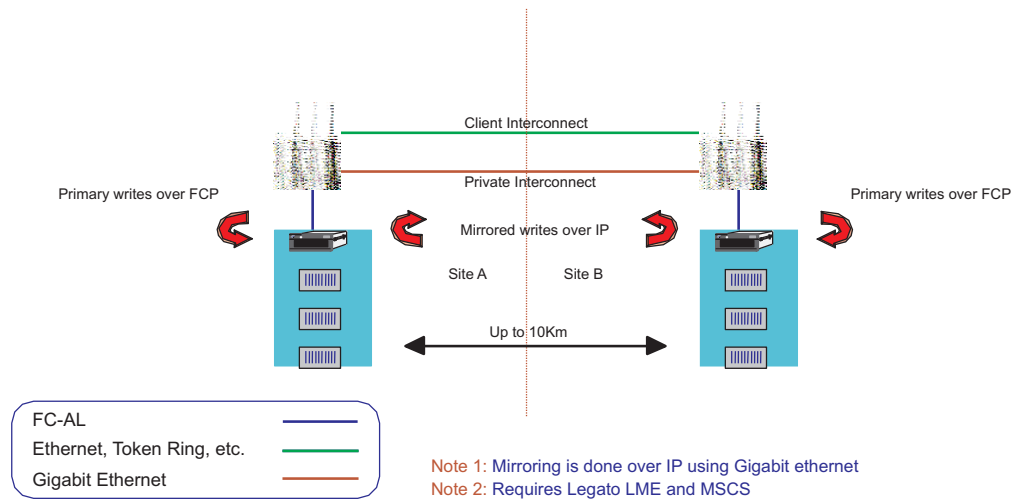 Client Interconnect
Private Interconnect
Primary writes over FCP
Primary writes over FCP
Mirrored writes over IP
Site A
Site B
Up to 10Km
FC-AL
Ethernet, Token Ring, etc.
Gigabit Ethernet
Note 1: Mirroring is done over IP using Gigabit ethernet
Note 2: Requires Legato LME and MSCS